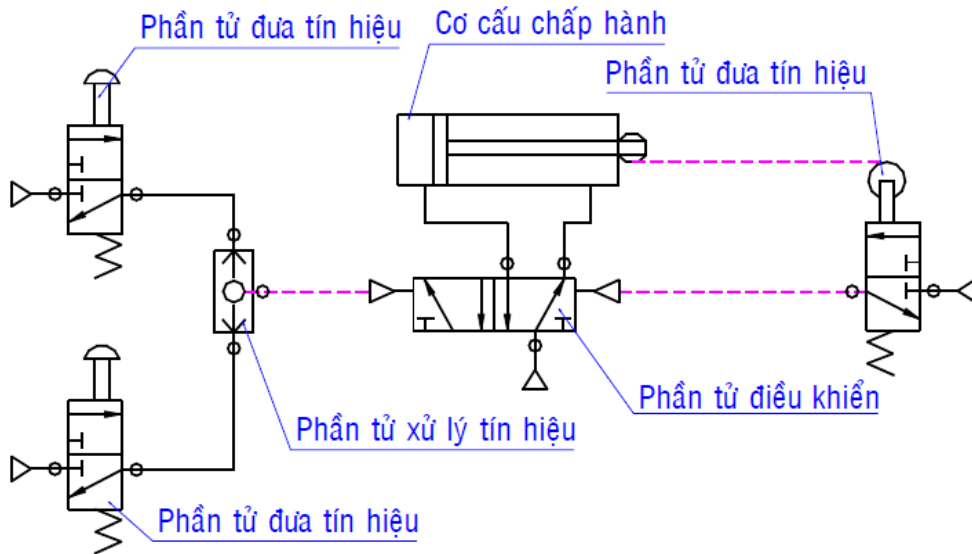 Phần tử đưa tín hiệu
Cơ cấu chấp hành
Phần tử đưa tín hiệu
Phần tử điều khiển
Phần tử xử lý tín hiệu
Phần tử đưa tín hiệu